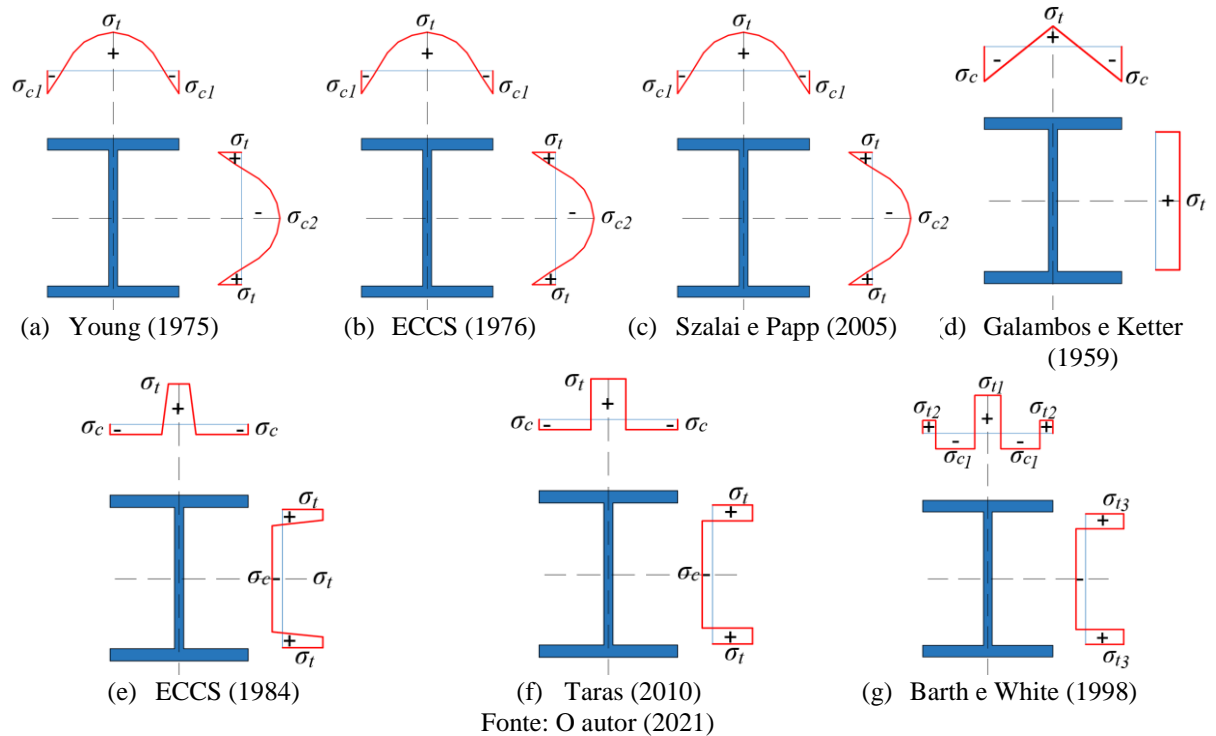 σt σt σt σt
+ + + +
- - - - - - - -
σc1 σc1 σc1 σc1 σc1 σc1 σc σc
σt σt σt
+ + +
- σc2 - σc2 - σc2 + σt
+ + +
σt σt σt
(a) Young (1975) (b) ECCS (1976) (c) Szalai e Papp (2005) (d) Galambos e Ketter
(1959)
σt σt σt1
σt2 σt2
+ + + + +
σc - - σc σc - - σc - -
σc1 σc1
σt σt σt3
+ + +
σc - σt σc - -
+ + +
σt σt σt3
(e) ECCS (1984) (f) Taras (2010) (g) Barth e White (1998)
Fonte: O autor (2021)